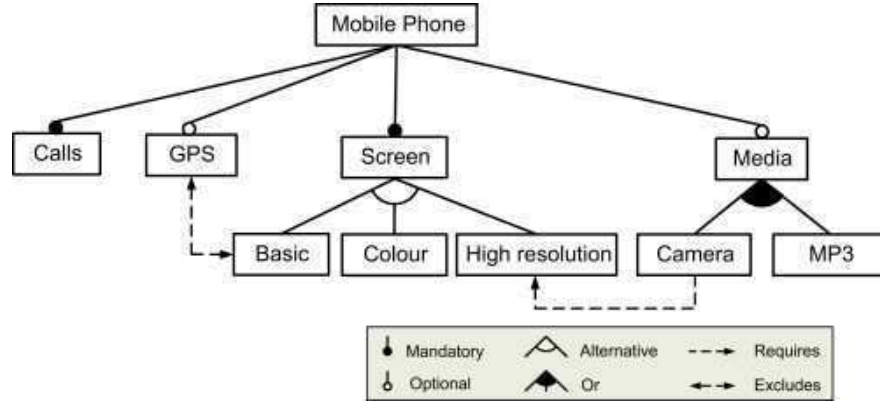 Mobile Phone
Calls GPS Screen Media
Basic Colour High resolution Camera MP3
Mandatory Alternative Requires
Optional Or Excludes